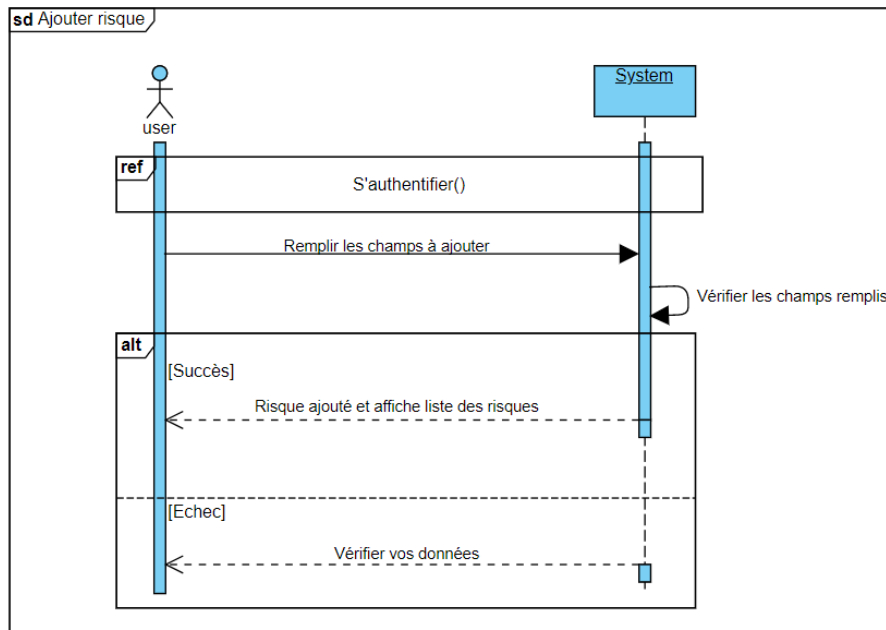 sd Ajouter risque
System
user
ref
S'authentifier()
Remplir les champs à ajouter
Vérifier les champs remplis
alt
[Succès]
Risque ajouté et affiche liste des risques
[Echec]
Vérifier vos données